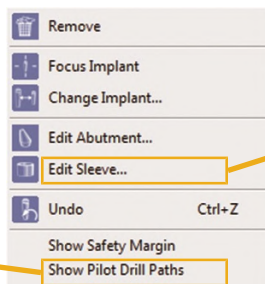 Remove
Focus Implant
Change Implant...
Edit Abutment...
Edit Sleeve...
Undo Ctrl+Z
Show Safety Margin
Show Pilot Drill Paths